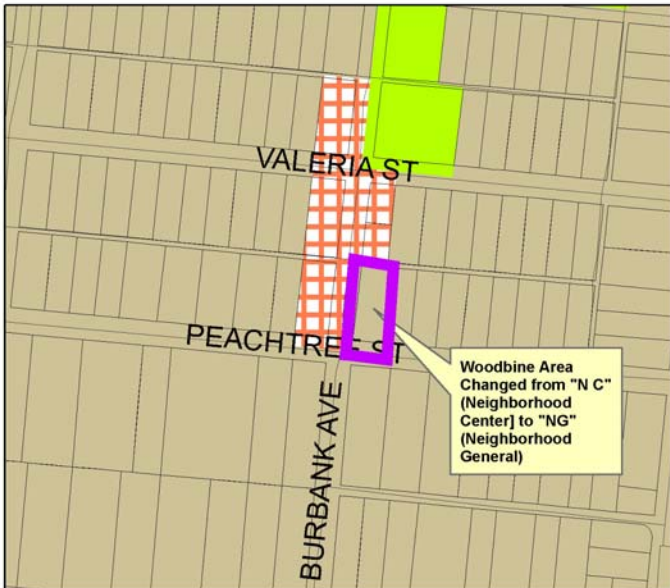 VALERIA ST
PEACHTREE ST
BURBANK AVE
Woodbine Area
Changed from "N C"
(Neighborhood
Center] to "NG"
(Neighborhood
General)